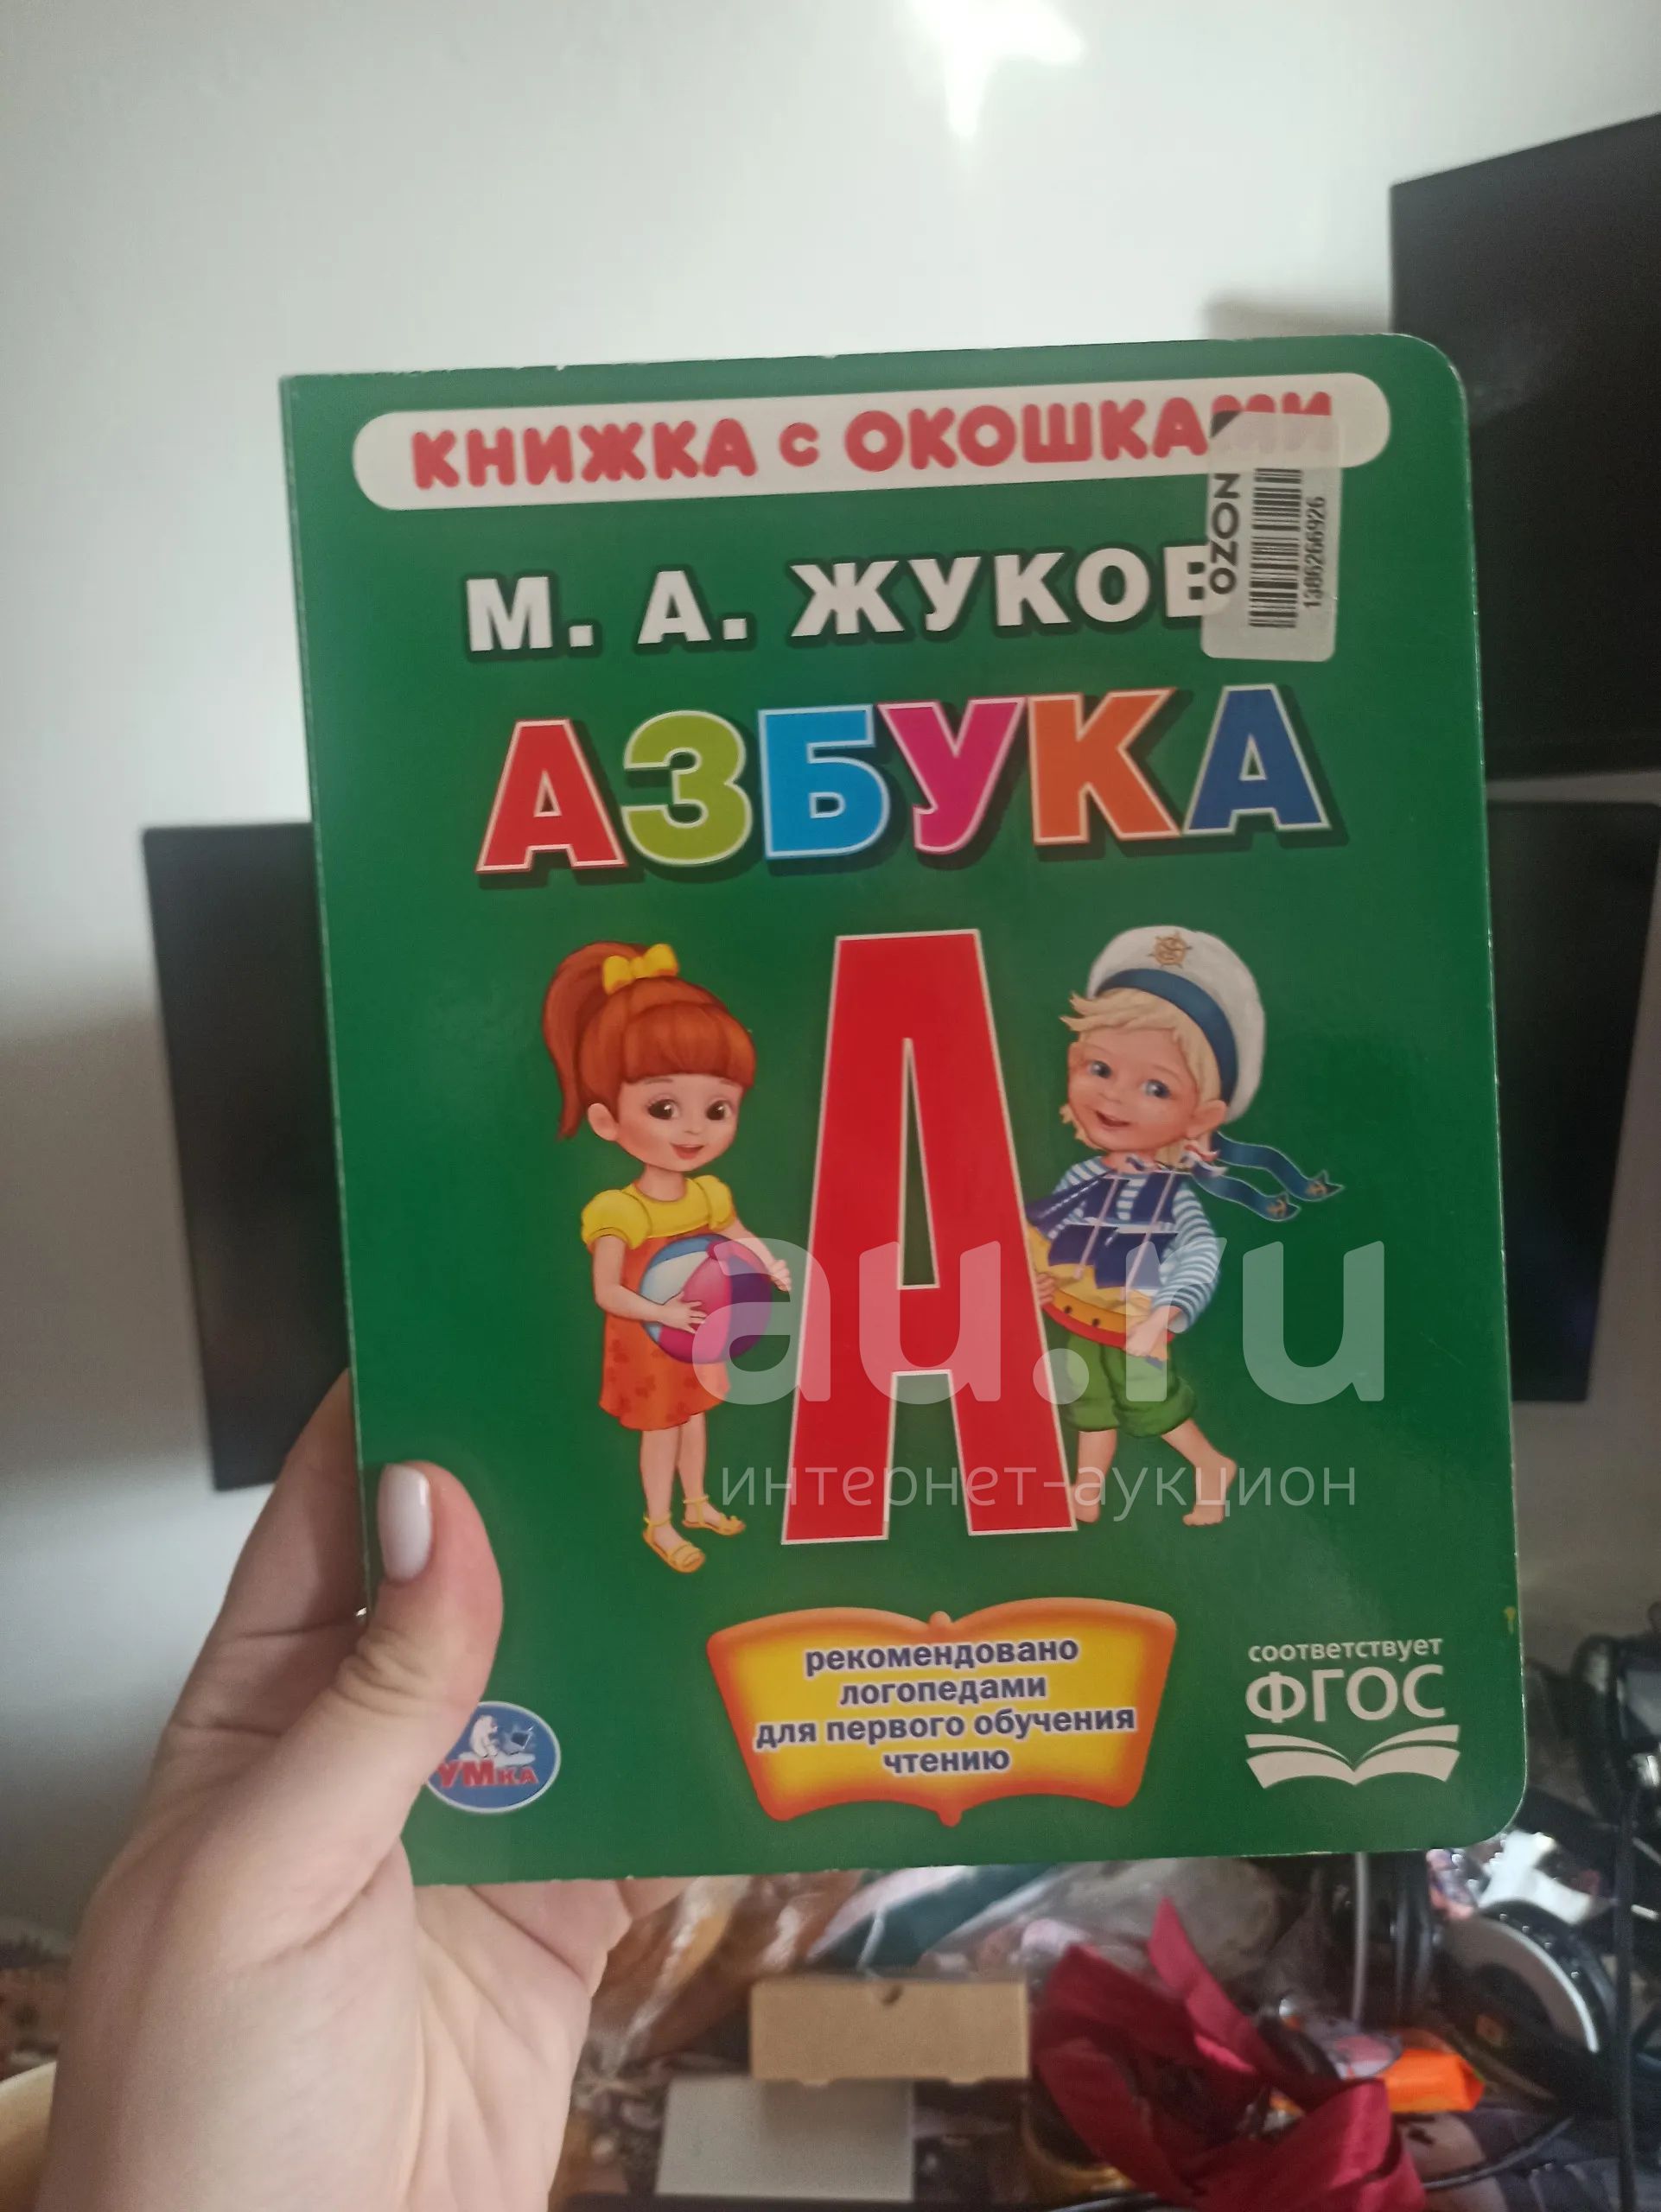 КНИЖКА с ОКОШКАМИ
OZON
1386266926
М. А. ЖУКОВ
АЗБУКА
А
au.ru
интернет-аукцион
рекомендовано
логопедами
для первого обучения
чтению
соответствует
ФГОС
УМка